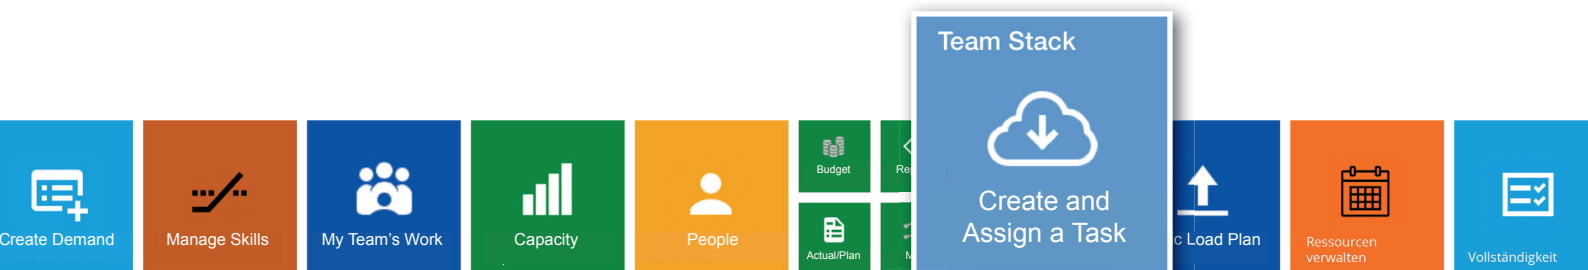 Team Stack
Create and
Assign a Task
Create Demand
Manage Skills
My Team's Work
Capacity
People
Budget
Actual/Plan
Load Plan
Ressourcen
verwalten
Vollständigkeit